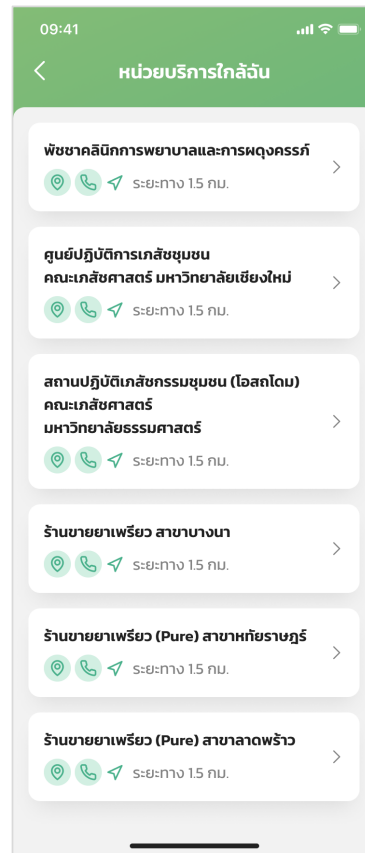 09:41
หน่วยบริการใกล้ฉัน
พัชชาคลินิกการพยาบาลและการผดุงครรภ์
ระยะทาง 1.5 กม.
ศูนย์ปฏิบัติการเภสัชชุมชน
คณะเภสัชศาสตร์ มหาวิทยาลัยเชียงใหม่
ระยะทาง 1.5 กม.
สถานปฏิบัติเภสัชกรรมชุมชน (โอสถโดม)
คณะเภสัชศาสตร์
มหาวิทยาลัยธรรมศาสตร์
ระยะทาง 1.5 กม.
ร้านขายยาเพรียว สาขาบางนา
ระยะทาง 1.5 กม.
ร้านขายยาเพรียว (Pure) สาขาหทัยราษฎร์
ระยะทาง 1.5 กม.
ร้านขายยาเพรียว (Pure) สาขาลาดพร้าว
ระยะทาง 1.5 กม.